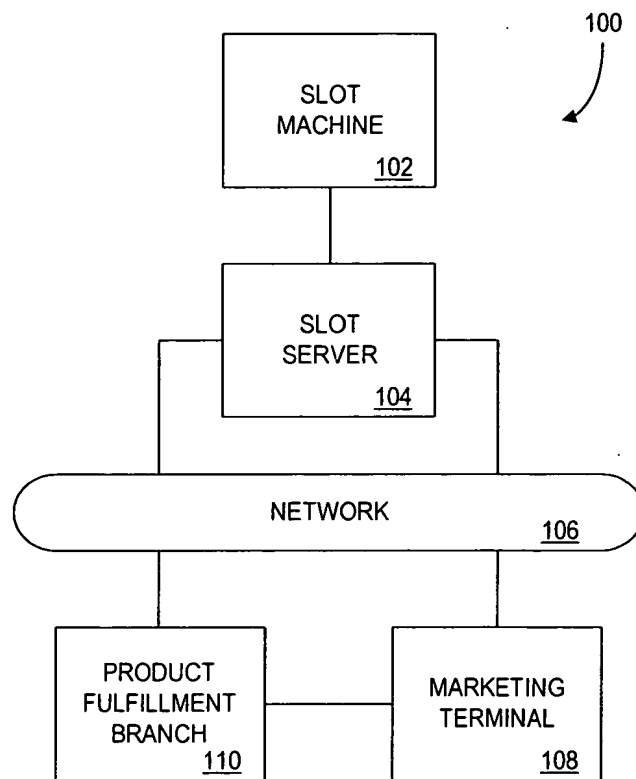 100
SLOT
MACHINE
102
SLOT
SERVER
104
NETWORK
106
PRODUCT
FULFILLMENT
BRANCH
110
MARKETING
TERMINAL
108